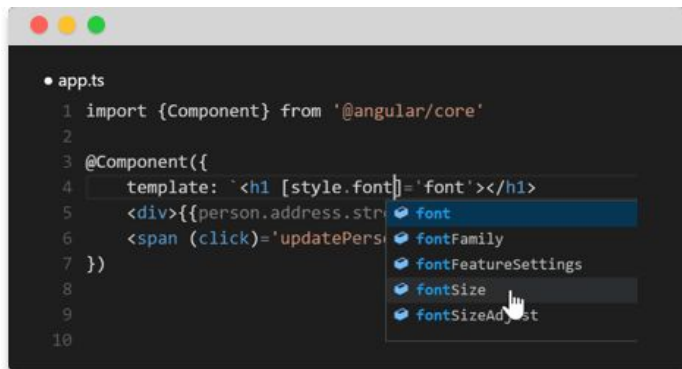 ● app.ts
1 import {Component} from '@angular/core'
2
3 @Component({
4 template: `<h1 [style.font]='font'></h1>
5 <div>{{person.address.str
6 <span (click)='updatePers
7 })
8
9
10
font
fontFamily
fontFeatureSettings
fontSize
fontSizeAdjust